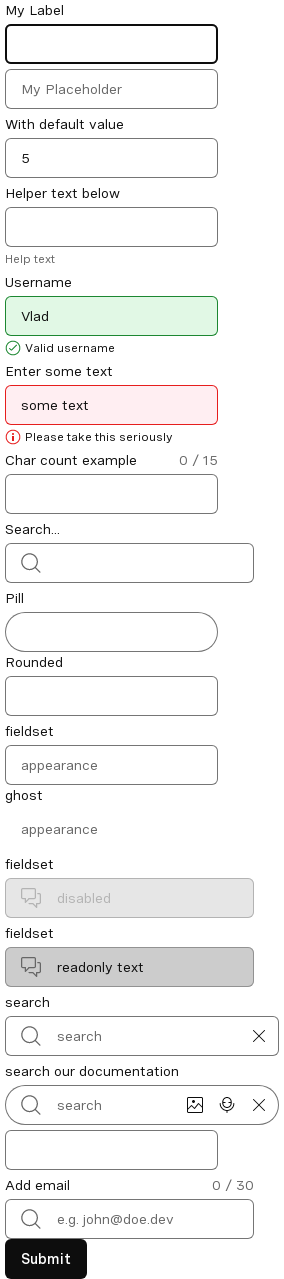 My Label
My Placeholder
With default value
5
Helper text below
Help text
Username
Vlad
Valid username
Enter some text
some text
Please take this seriously
Char count example 0 / 15
Search...
Pill
Rounded
fieldset
appearance
ghost
appearance
fieldset
disabled
fieldset
readonly text
search
search
search our documentation
search
Add email 0 / 30
e.g. john@doe.dev
Submit